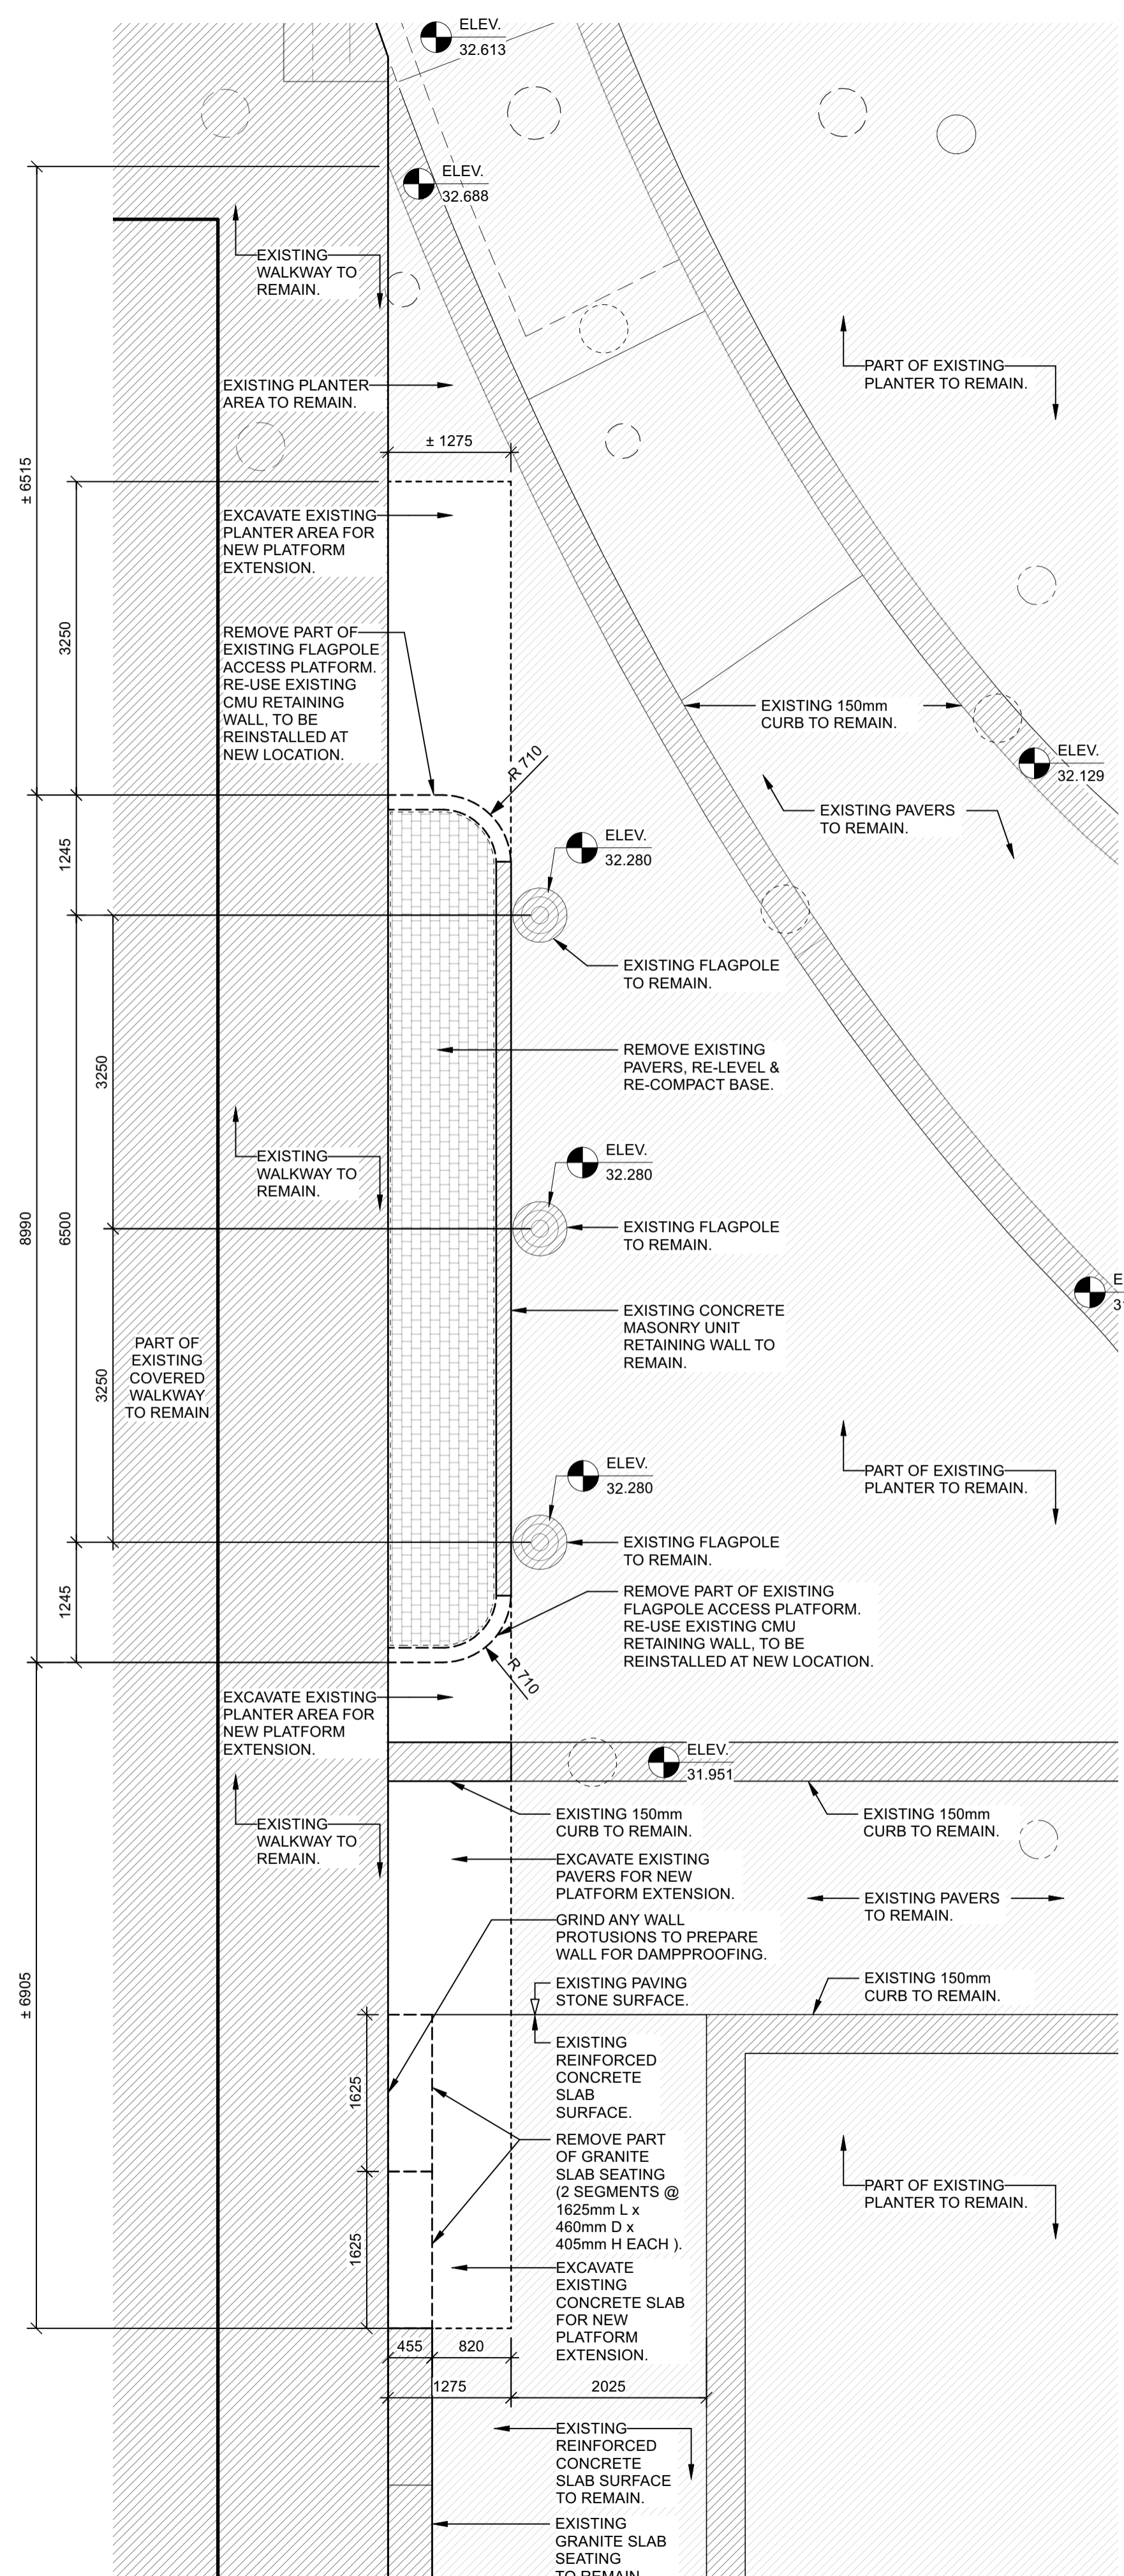 ELEV.
32.613
ELEV.
32.688
EXISTING
WALKWAY TO
REMAIN.
PART OF EXISTING
PLANTER TO REMAIN.
EXISTING PLANTER
AREA TO REMAIN.
± 1275
± 6515
EXCAVATE EXISTING
PLANTER AREA FOR
NEW PLATFORM
EXTENSION.
3250
REMOVE PART OF
EXISTING FLAGPOLE
ACCESS PLATFORM.
RE-USE EXISTING
CMU RETAINING
WALL, TO BE
REINSTALLED AT
NEW LOCATION.
EXISTING 150mm
CURB TO REMAIN.
R 710
ELEV.
32.129
EXISTING PAVERS
TO REMAIN.
1245
ELEV.
32.280
EXISTING FLAGPOLE
TO REMAIN.
3250
REMOVE EXISTING
PAVERS, RE-LEVEL &
RE-COMPACT BASE.
EXISTING
WALKWAY TO
REMAIN.
ELEV.
32.280
8990
6500
EXISTING FLAGPOLE
TO REMAIN.
EXISTING CONCRETE
MASONRY UNIT
RETAINING WALL TO
REMAIN.
PART OF
EXISTING
COVERED
WALKWAY
TO REMAIN
3250
ELEV.
32.280
PART OF EXISTING
PLANTER TO REMAIN.
EXISTING FLAGPOLE
TO REMAIN.
1245
REMOVE PART OF EXISTING
FLAGPOLE ACCESS PLATFORM.
RE-USE EXISTING CMU
RETAINING WALL, TO BE
REINSTALLED AT NEW LOCATION.
R 710
EXCAVATE EXISTING
PLANTER AREA FOR
NEW PLATFORM
EXTENSION.
ELEV.
31.951
EXISTING
WALKWAY TO
REMAIN.
EXISTING 150mm
CURB TO REMAIN.
EXISTING 150mm
CURB TO REMAIN.
EXCAVATE EXISTING
PAVERS FOR NEW
PLATFORM EXTENSION.
EXISTING PAVERS
TO REMAIN.
GRIND ANY WALL
PROTUSIONS TO PREPARE
WALL FOR DAMPPROOFING.
± 6905
EXISTING PAVING
STONE SURFACE.
EXISTING 150mm
CURB TO REMAIN.
EXISTING
REINFORCED
CONCRETE
SLAB
SURFACE.
1625
REMOVE PART
OF GRANITE
SLAB SEATING
(2 SEGMENTS @
1625mm L x
460mm D x
405mm H EACH ).
PART OF EXISTING
PLANTER TO REMAIN.
1625
EXCAVATE
EXISTING
CONCRETE SLAB
FOR NEW
PLATFORM
EXTENSION.
455
820
1275
2025
EXISTING
REINFORCED
CONCRETE
SLAB SURFACE
TO REMAIN.
EXISTING
GRANITE SLAB
SEATING
TO REMAIN